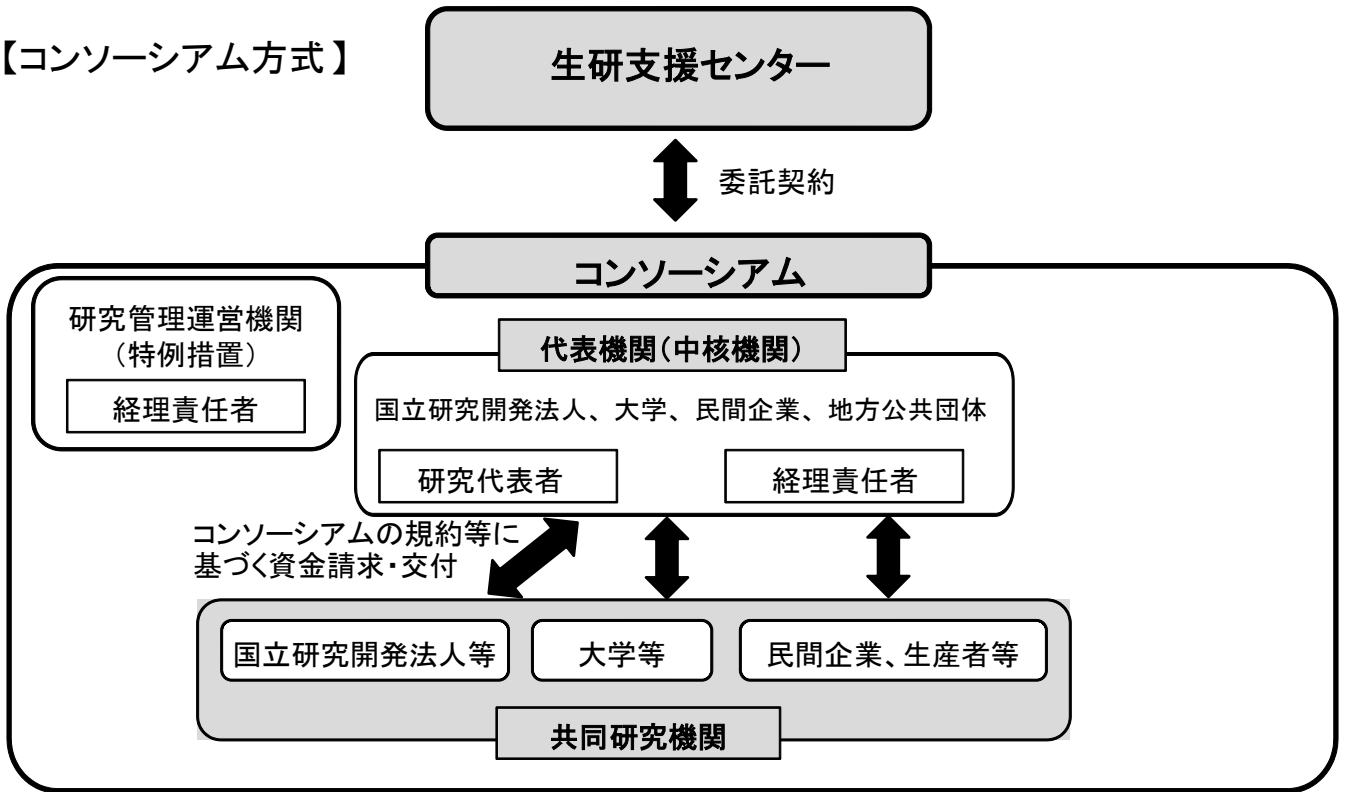 【コンソーシアム方式】
生研支援センター
委託契約
コンソーシアム
研究管理運営機関
（特例措置）
経理責任者
代表機関（中核機関）
国立研究開発法人、大学、民間企業、地方公共団体
研究代表者
経理責任者
コンソーシアムの規約等に
基づく資金請求・交付
国立研究開発法人等
大学等
民間企業、生産者等
共同研究機関